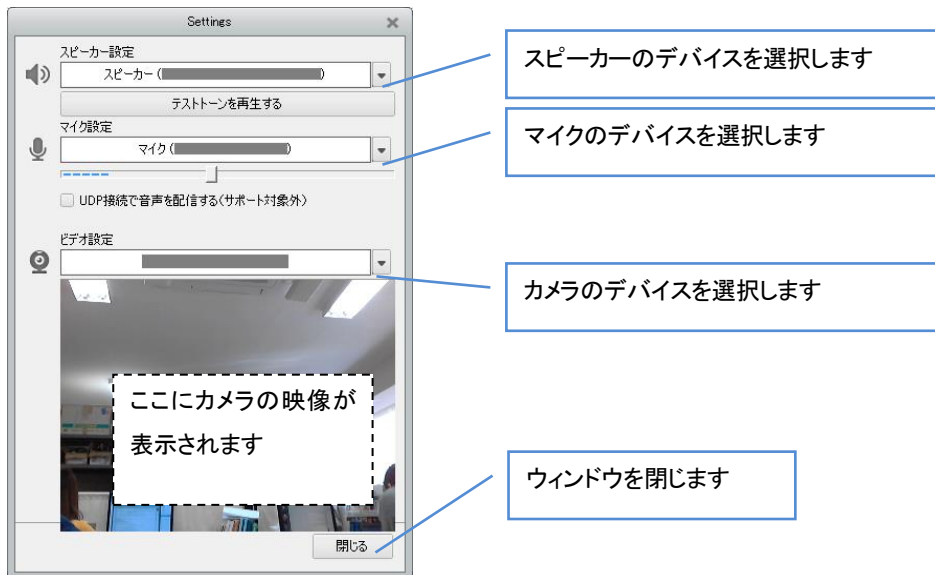 Settings
スピーカー設定
スピーカー ( )
テストトーンを再生する
マイク設定
マイク ( )
UDP接続で音声を配信する(サポート対象外)
ビデオ設定
ここにカメラの映像が
表示されます
閉じる
スピーカーのデバイスを選択します
マイクのデバイスを選択します
カメラのデバイスを選択します
ウィンドウを閉じます